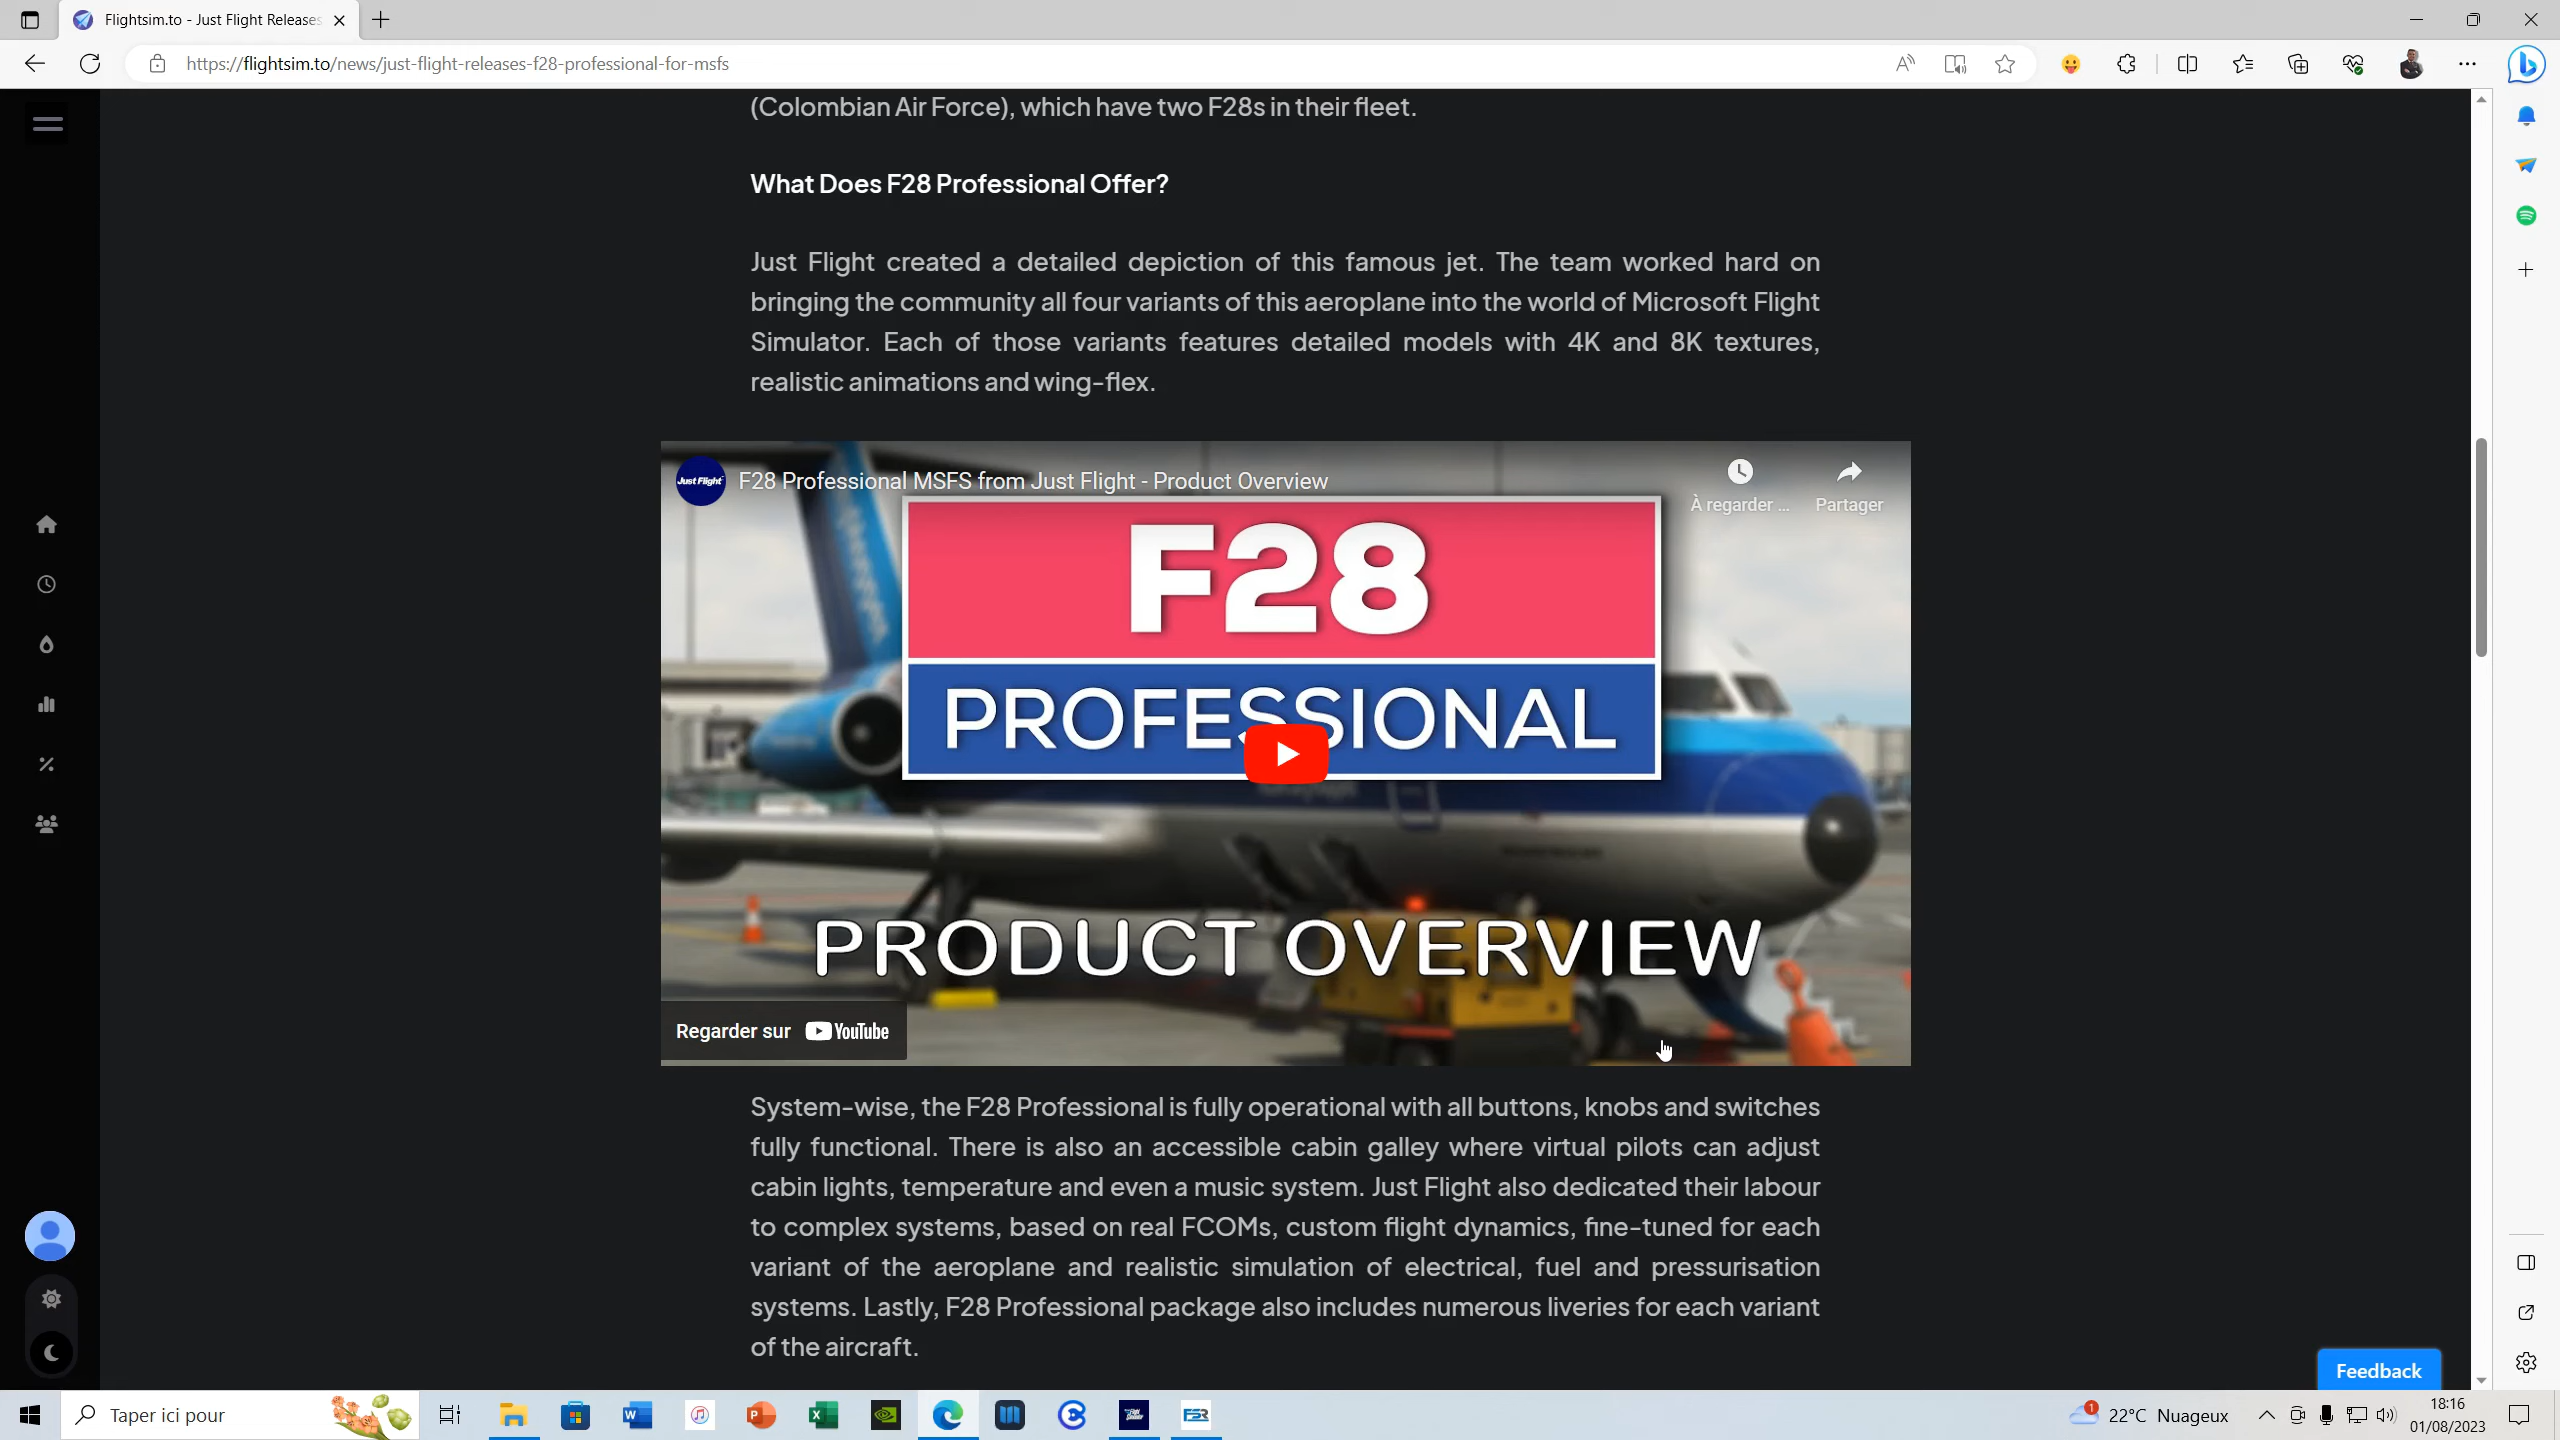 Flightsim.to - Just Flight Releases
https://flightsim.to/news/just-flight-releases-f28-professional-for-msfs
(Colombian Air Force), which have two F28s in their fleet.
What Does F28 Professional Offer?
Just Flight created a detailed depiction of this famous jet. The team worked hard on
bringing the community all four variants of this aeroplane into the world of Microsoft Flight
Simulator. Each of those variants features detailed models with 4K and 8K textures,
realistic animations and wing-flex.
Just Flight
F28 Professional MSFS from Just Flight - Product Overview
À regarder ...
Partager
F28
PROFESSIONAL
PRODUCT OVERVIEW
Regarder sur YouTube
System-wise, the F28 Professional is fully operational with all buttons, knobs and switches
fully functional. There is also an accessible cabin galley where virtual pilots can adjust
cabin lights, temperature and even a music system. Just Flight also dedicated their labour
to complex systems, based on real FCOMs, custom flight dynamics, fine-tuned for each
variant of the aeroplane and realistic simulation of electrical, fuel and pressurisation
systems. Lastly, F28 Professional package also includes numerous liveries for each variant
of the aircraft.
Feedback
Taper ici pour
1
22°C Nuageux
18:16
01/08/2023